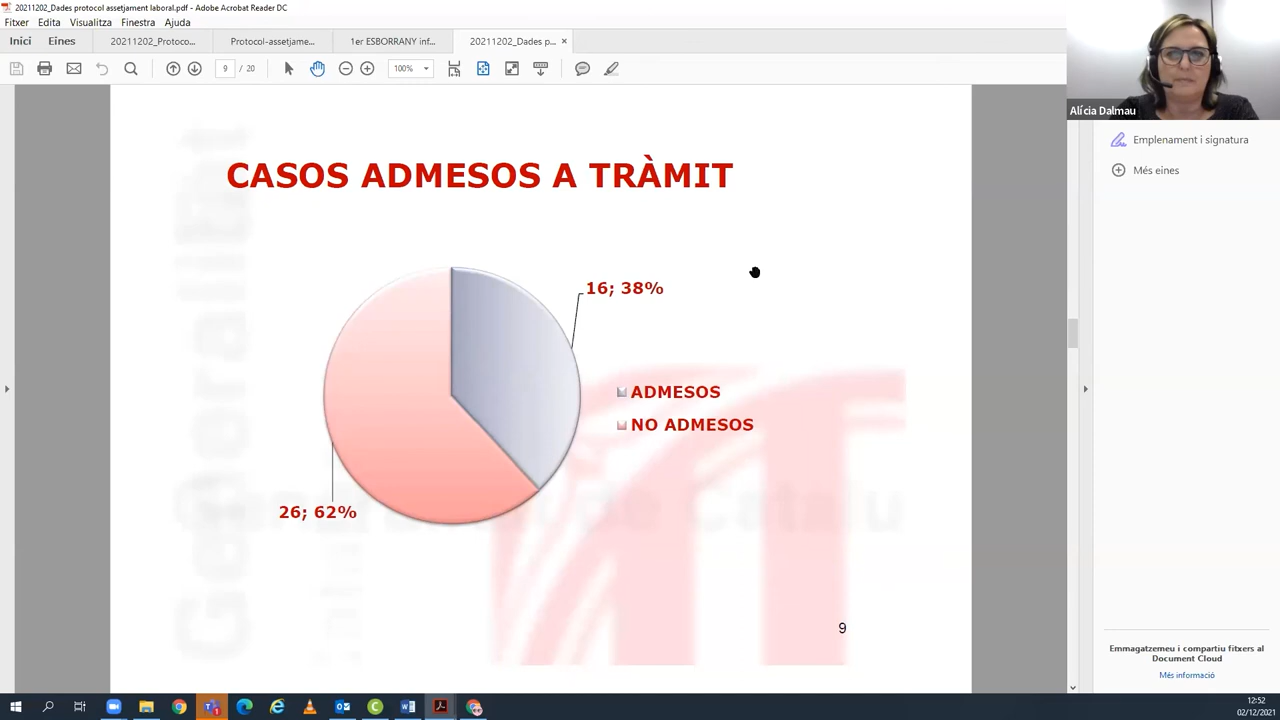 20211202_Dades protocol assetjament laboral.pdf - Adobe Acrobat Reader DC
Fitxer Edita Visualitza Finestra Ajuda
Inici Eines 20211202_Protoco... Protocol-assetjame... 1er ESBORRANY inf... 20211202_Dades p... ×
9 / 20 100%
Alícia Dalmau
Emplenament i signatura
Més eines
CASOS ADMESOS A TRÀMIT
16; 38%
ADMESOS
NO ADMESOS
26; 62%
9
Emmagatzemeu i compartiu fitxers al
Document Cloud
Més informació
12:52
02/12/2021